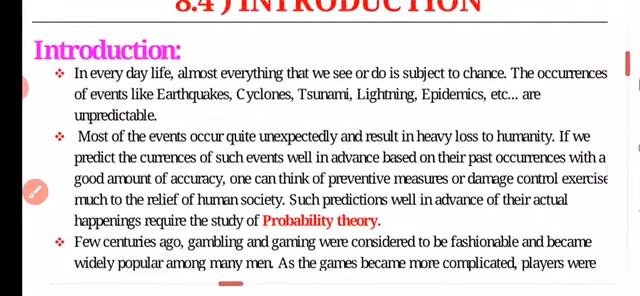 8.4 ) INTRODUCTION
Introduction:
❖ In every day life, almost everything that we see or do is subject to chance. The occurrences
of events like Earthquakes, Cyclones, Tsunami, Lightning, Epidemics, etc... are
unpredictable.
❖ Most of the events occur quite unexpectedly and result in heavy loss to humanity. If we
predict the currences of such events well in advance based on their past occurrences with a
good amount of accuracy, one can think of preventive measures or damage control exercise
much to the relief of human society. Such predictions well in advance of their actual
happenings require the study of Probability theory.
❖ Few centuries ago, gambling and gaming were considered to be fashionable and became
widely popular among many men. As the games became more complicated, players were